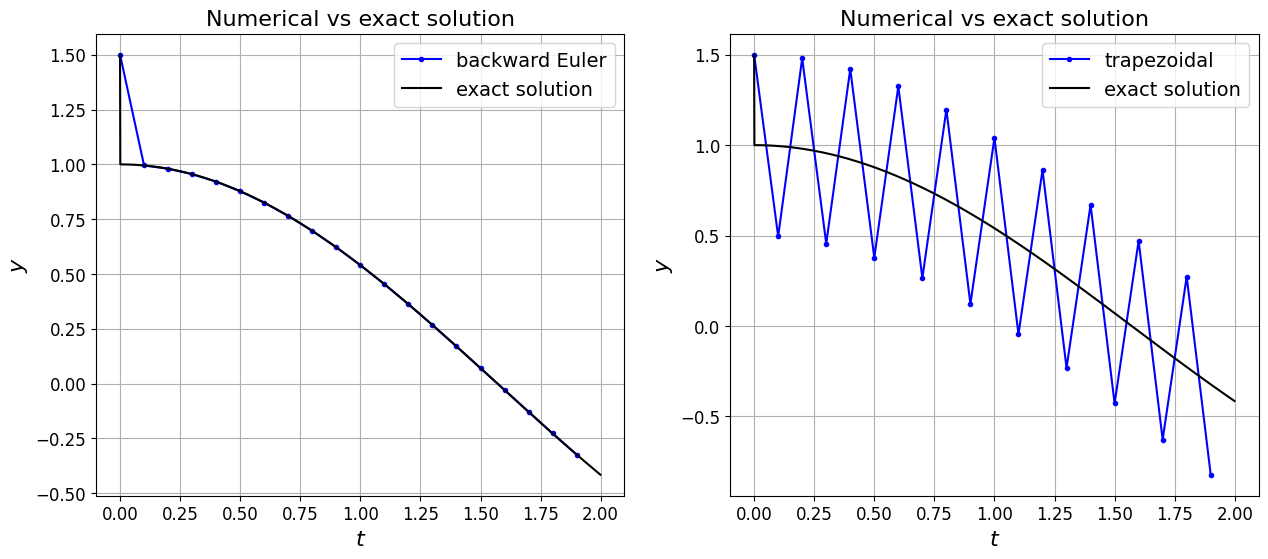 Numerical vs exact solution
backward Euler
exact solution
1.50
1.25
1.00
0.75
0.50
0.25
0.00
−0.25
−0.50
y
0.00 0.25 0.50 0.75 1.00 1.25 1.50 1.75 2.00
t
Numerical vs exact solution
trapezoidal
exact solution
1.5
1.0
0.5
0.0
−0.5
y
0.00 0.25 0.50 0.75 1.00 1.25 1.50 1.75 2.00
t